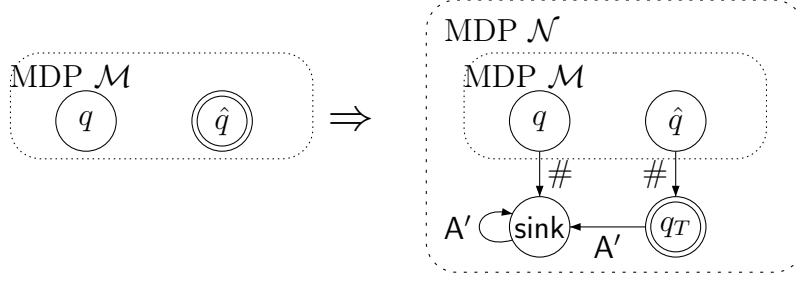 MDP 𝓜
q q̂
⇒
MDP 𝓝
MDP 𝓜
q q̂
# #
A′ sink A′ q_T